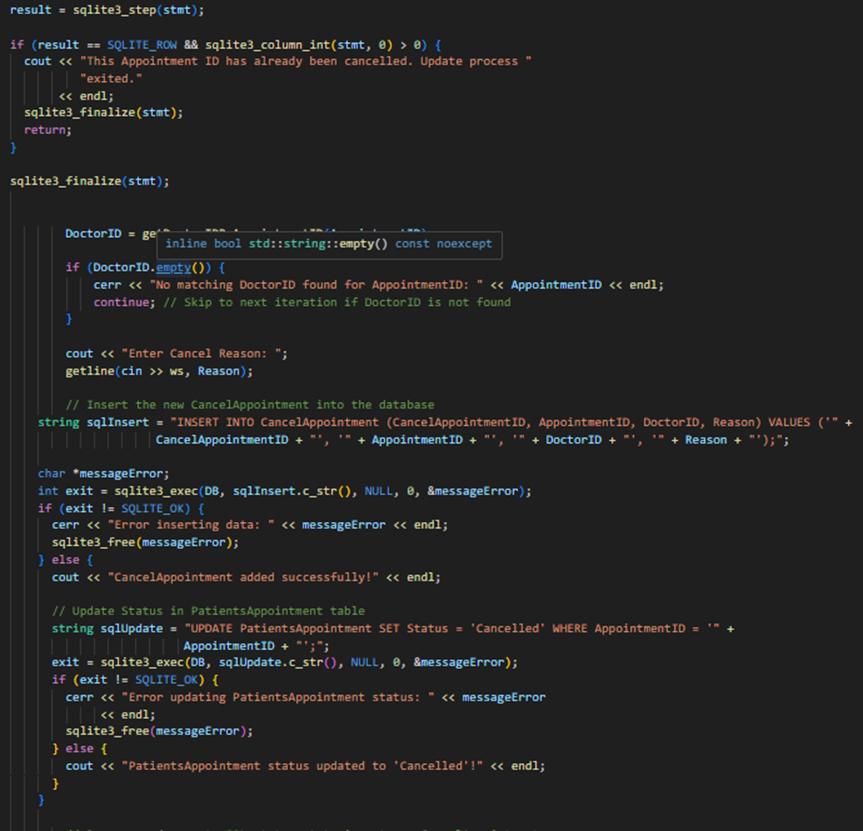 result = sqlite3_step(stmt);
if (result == SQLITE_ROW && sqlite3_column_int(stmt, 0) > 0) {
cout << "This Appointment ID has already been cancelled. Update process "
"exited."
<< endl;
sqlite3_finalize(stmt);
return;
}
sqlite3_finalize(stmt);
DoctorID = 
inline bool std::string::empty() const noexcept
if (DoctorID.empty()) {
cerr << "No matching DoctorID found for AppointmentID: " << AppointmentID << endl;
continue; // Skip to next iteration if DoctorID is not found
}
cout << "Enter Cancel Reason: ";
getline(cin >> ws, Reason);
// Insert the new CancelAppointment into the database
string sqlInsert = "INSERT INTO CancelAppointment (CancelAppointmentID, AppointmentID, DoctorID, Reason) VALUES ('" +
CancelAppointmentID + "', '" + AppointmentID + "', '" + DoctorID + "', '" + Reason + "');";
char *messageError;
int exit = sqlite3_exec(DB, sqlInsert.c_str(), NULL, 0, &messageError);
if (exit != SQLITE_OK) {
cerr << "Error inserting data: " << messageError << endl;
sqlite3_free(messageError);
} else {
cout << "CancelAppointment added successfully!" << endl;
// Update Status in PatientsAppointment table
string sqlUpdate = "UPDATE PatientsAppointment SET Status = 'Cancelled' WHERE AppointmentID = '" +
AppointmentID + "';";
exit = sqlite3_exec(DB, sqlUpdate.c_str(), NULL, 0, &messageError);
if (exit != SQLITE_OK) {
cerr << "Error updating PatientsAppointment status: " << messageError
<< endl;
sqlite3_free(messageError);
} else {
cout << "PatientsAppointment status updated to 'Cancelled'!" << endl;
}
}